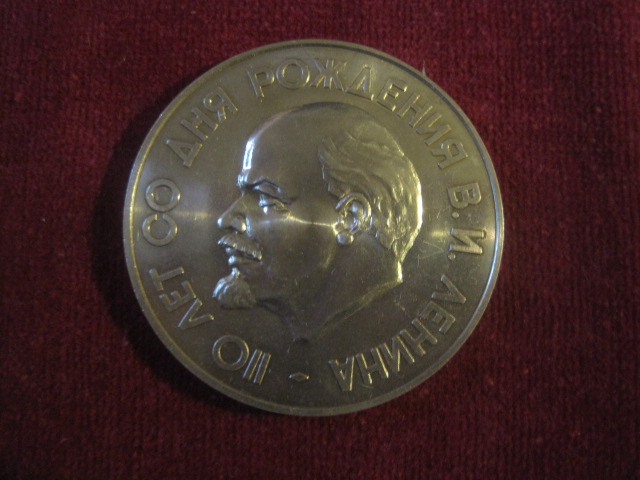 110 ЛЕТ СО ДНЯ РОЖДЕНИЯ В.И. ЛЕНИНА -